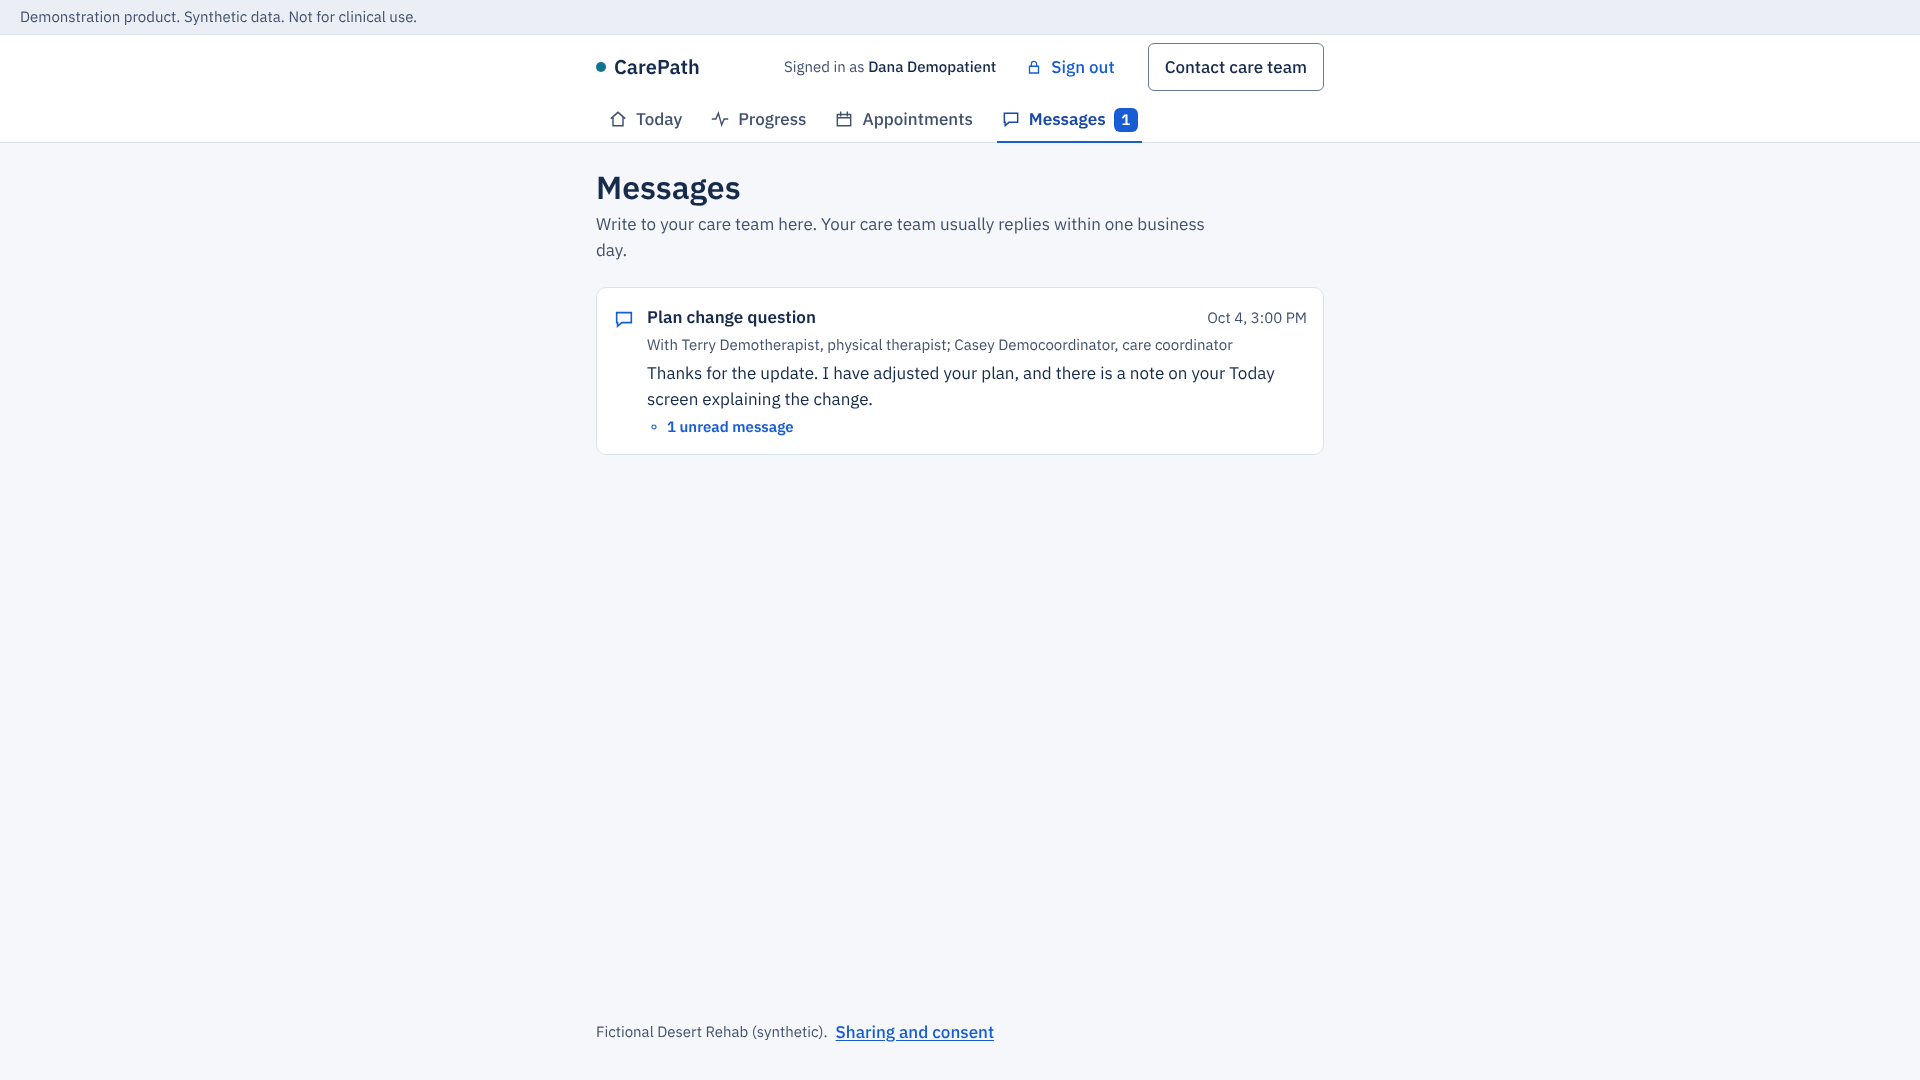 Demonstration product. Synthetic data. Not for clinical use.
CarePath
Signed in as Dana Demopatient
Sign out
Contact care team
Today
Progress
Appointments
Messages 1
Messages
Write to your care team here. Your care team usually replies within one business
day.
Plan change question
Oct 4, 3:00 PM
With Terry Demotherapist, physical therapist; Casey Democoordinator, care coordinator
Thanks for the update. I have adjusted your plan, and there is a note on your Today
screen explaining the change.
1 unread message
Fictional Desert Rehab (synthetic). Sharing and consent